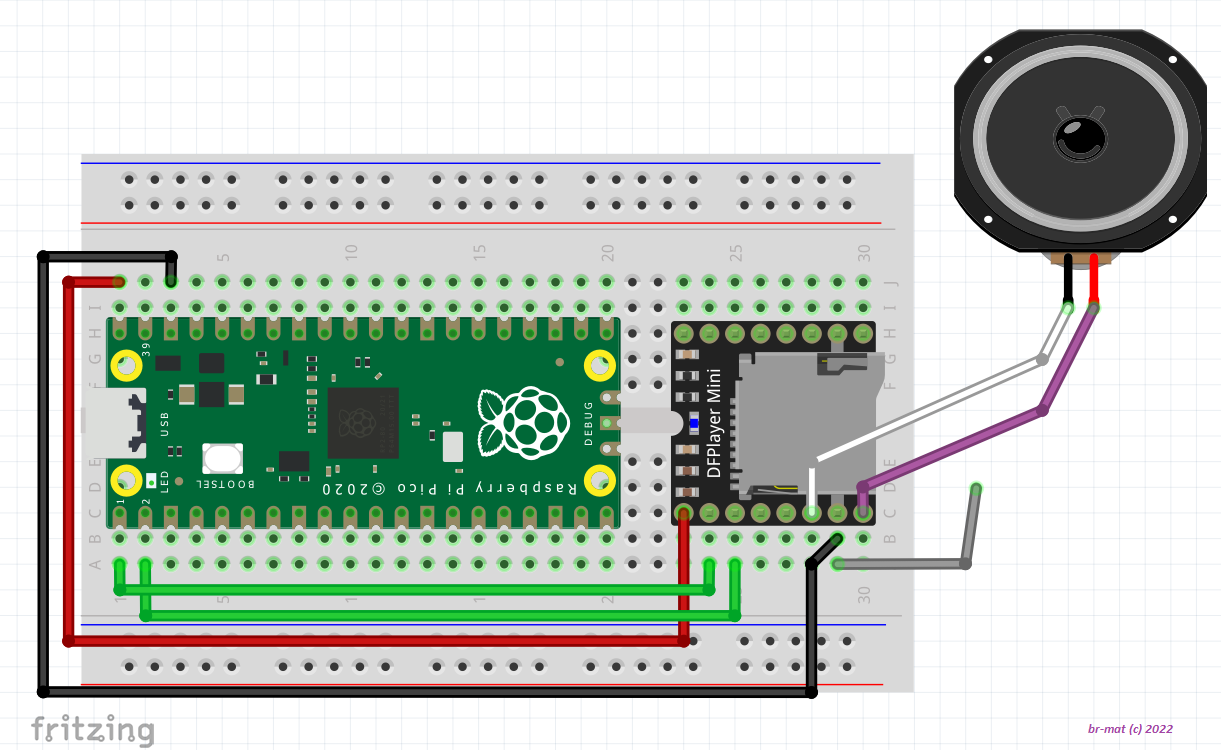 5 10 15 20 25 30
J
I I
H H
G G
F F
39
USB
DEBUG
DFPlayer Mini
E E
D D
LED
BOOTSEL
Raspberry Pi Pico © 2020
1 2
C C
B B
A A
1 5 1 1 2 30
fritzing
br-mat (c) 2022